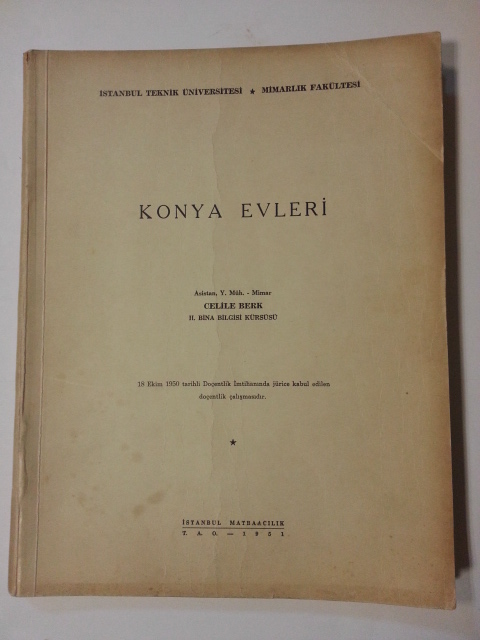 İSTANBUL TEKNİK ÜNİVERSİTESİ ★ MİMARLIK FAKÜLTESİ
KONYA EVLERİ
Asistan, Y. Müh. - Mimar
CELİLE BERK
II. BİNA BİLGİSİ KÜRSÜSÜ
18 Ekim 1950 tarihli Doçentlik İmtihanında jürice kabul edilen
doçentlik çalışmasıdır.
★
İSTANBUL MATBAACILIK
T. A. O. — 1951